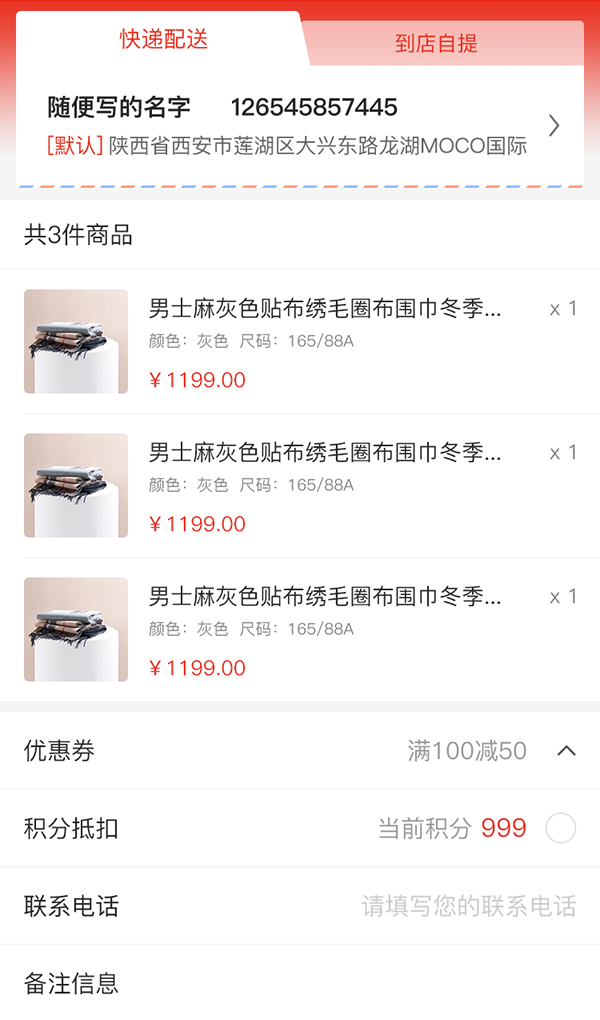 快递配送
到店自提
随便写的名字 126545857445
[默认] 陕西省西安市莲湖区大兴东路龙湖MOCO国际
共3件商品
男士麻灰色贴布绣毛圈布围巾冬季... x 1
颜色：灰色 尺码：165/88A
¥1199.00
男士麻灰色贴布绣毛圈布围巾冬季... x 1
颜色：灰色 尺码：165/88A
¥1199.00
男士麻灰色贴布绣毛圈布围巾冬季... x 1
颜色：灰色 尺码：165/88A
¥1199.00
优惠券 满100减50
积分抵扣 当前积分 999
联系电话 请填写您的联系电话
备注信息